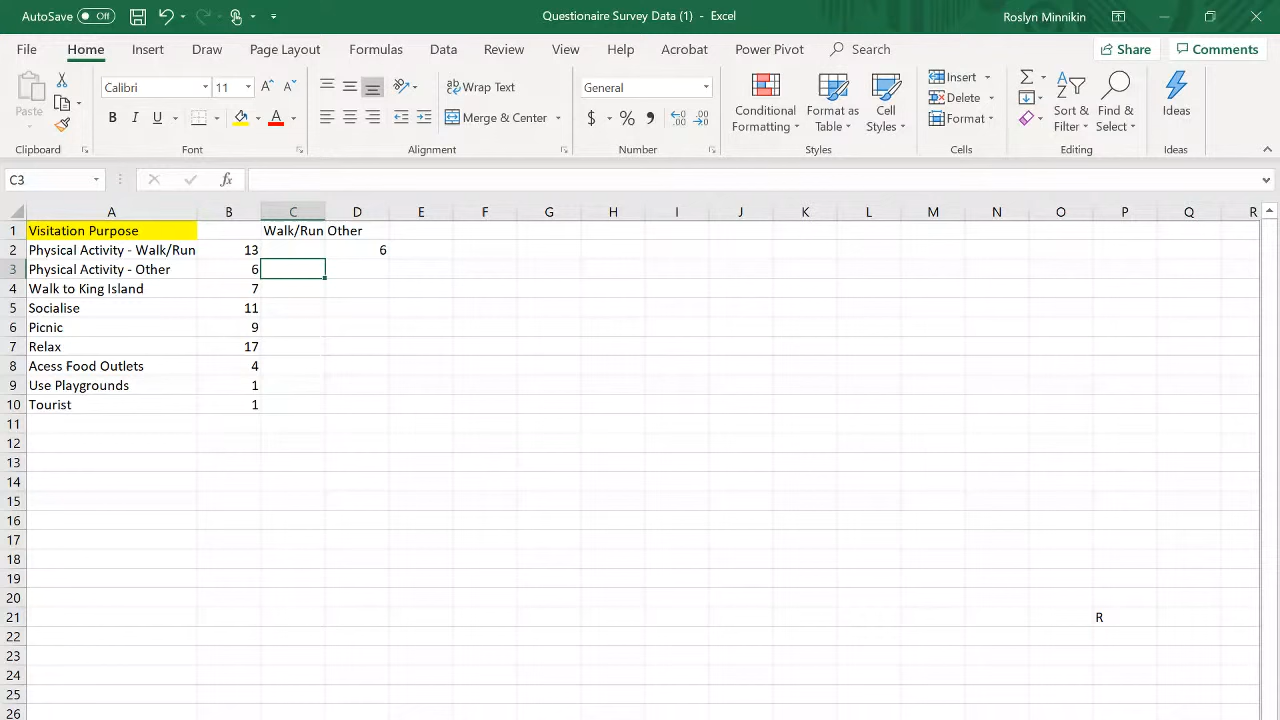 AutoSave Off Questionaire Survey Data (1) - Excel Roslyn Minnikin
File Home Insert Draw Page Layout Formulas Data Review View Help Acrobat Power Pivot Search Share Comments
Paste
Calibri 11
B I U A
Wrap Text
Merge & Center
General
$ % 9
Conditional Formatting
Format as Table
Cell Styles
Insert
Delete
Format
Sort & Filter
Find & Select
Ideas
Clipboard Font Alignment Number Styles Cells Editing Ideas
C3 fx
A B C D E F G H I J K L M N O P Q R
1 Visitation Purpose Walk/Run Other
2 Physical Activity - Walk/Run 13 6
3 Physical Activity - Other 6
4 Walk to King Island 7
5 Socialise 11
6 Picnic 9
7 Relax 17
8 Acess Food Outlets 4
9 Use Playgrounds 1
10 Tourist 1
11
12
13
14
15
16
17
18
19
20
21 R
22
23
24
25
26